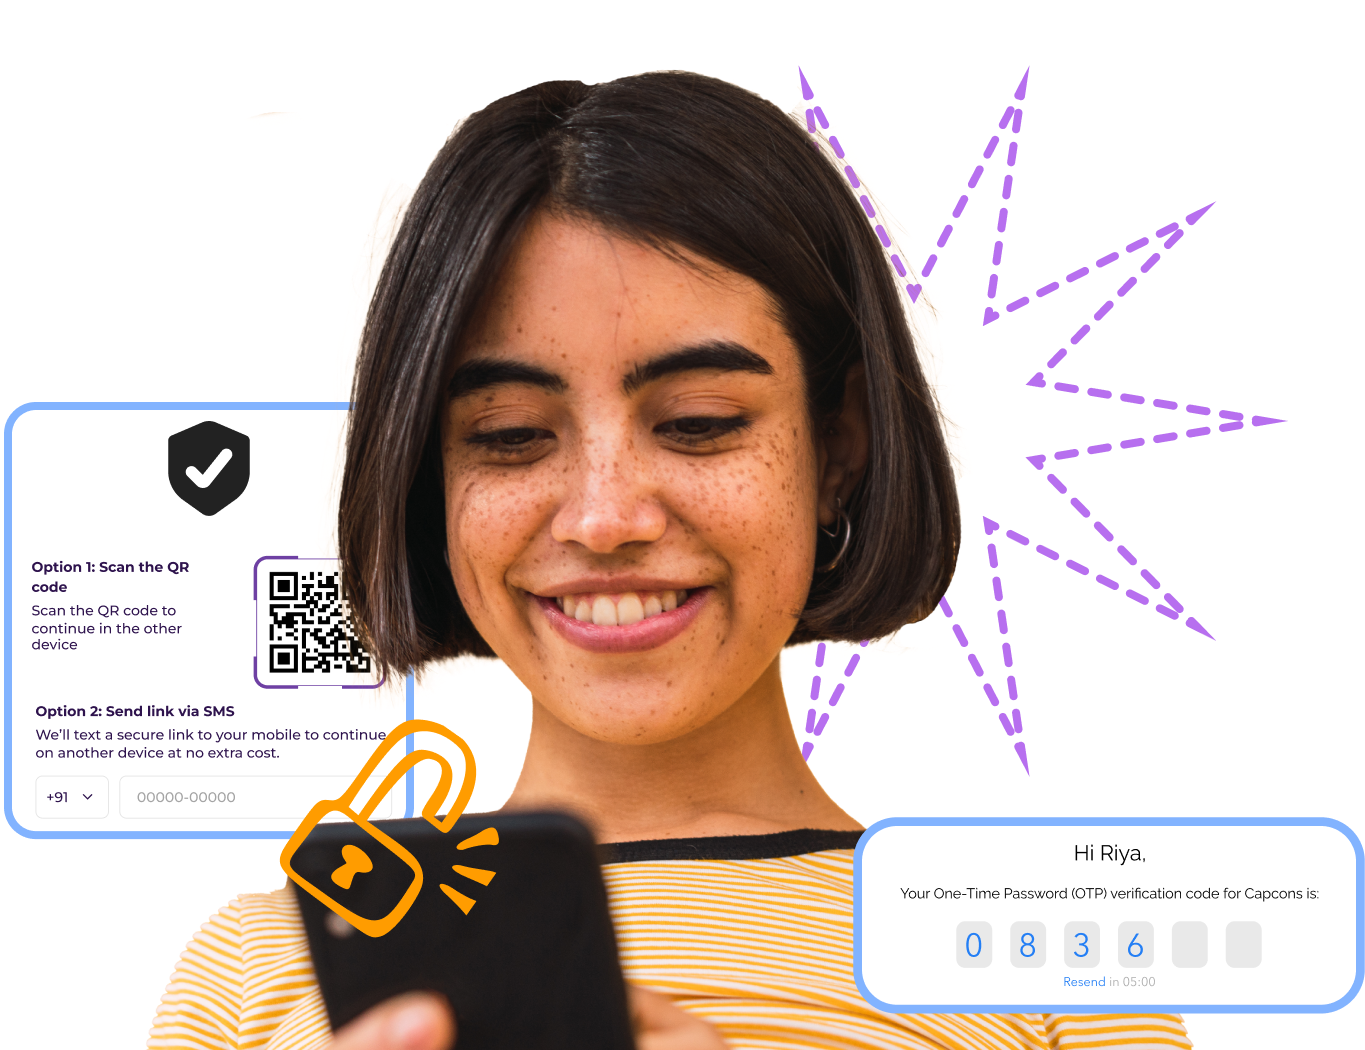 Option 1: Scan the QR
code
Scan the QR code to
continue in the other
device
Option 2: Send link via SMS
We'll text a secure link to your mobile to continue
on another device at no extra cost.
+91 00000-00000
Hi Riya,
Your One-Time Password (OTP) verification code for Capcons is:
0 8 3 6
Resend in 05:00